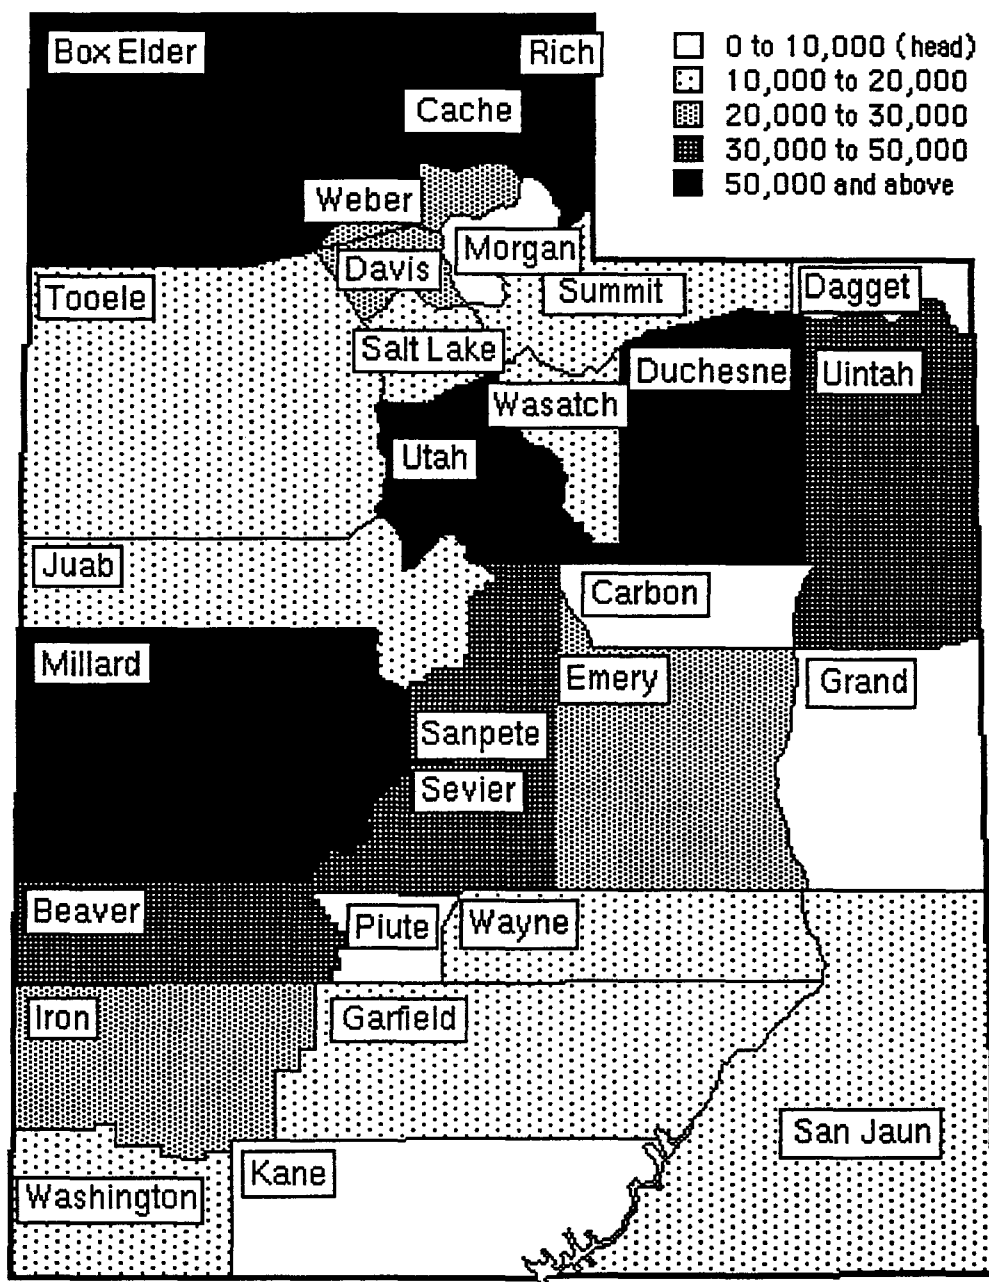 Box Elder
Rich
0 to 10,000 (head)
Cache
10,000 to 20,000
20,000 to 30,000
30,000 to 50,000
50,000 and above
Weber
Morgan
Davis
Tooele
Summit
Dagget
Salt Lake
Duchesne
Uintah
Wasatch
Utah
Juab
Carbon
Millard
Emery
Grand
Sanpete
Sevier
Beaver
Piute
Wayne
Iron
Garfield
San Jaun
Kane
Washington